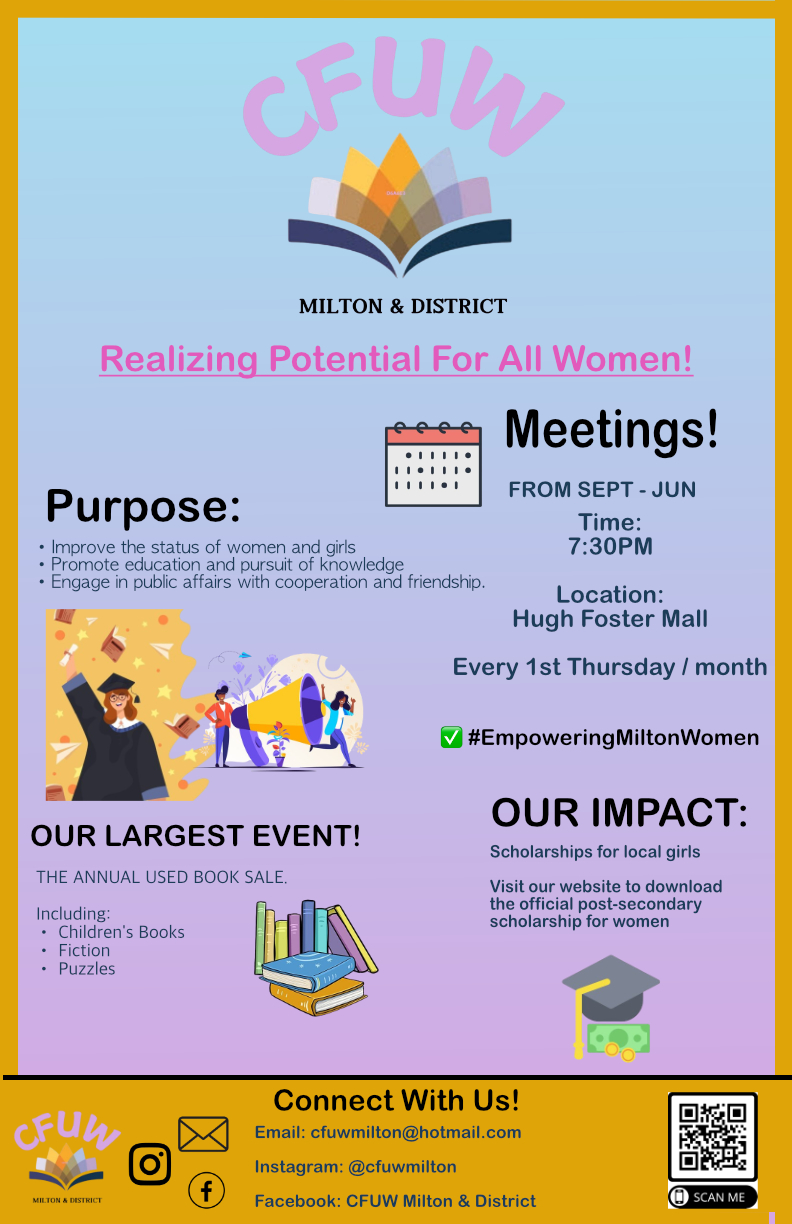 CFUW
MILTON & DISTRICT
Realizing Potential For All Women!
Meetings!
FROM SEPT - JUN
Time:
7:30PM
Location:
Hugh Foster Mall
Every 1st Thursday / month
✅ #EmpoweringMiltonWomen
Purpose:
• Improve the status of women and girls
• Promote education and pursuit of knowledge
• Engage in public affairs with cooperation and friendship.
OUR LARGEST EVENT!
THE ANNUAL USED BOOK SALE.
Including:
• Children's Books
• Fiction
• Puzzles
OUR IMPACT:
Scholarships for local girls
Visit our website to download
the official post-secondary
scholarship for women
CFUW
MILTON & DISTRICT
Connect With Us!
Email: cfuwmilton@hotmail.com
Instagram: @cfuwmilton
Facebook: CFUW Milton & District
SCAN ME